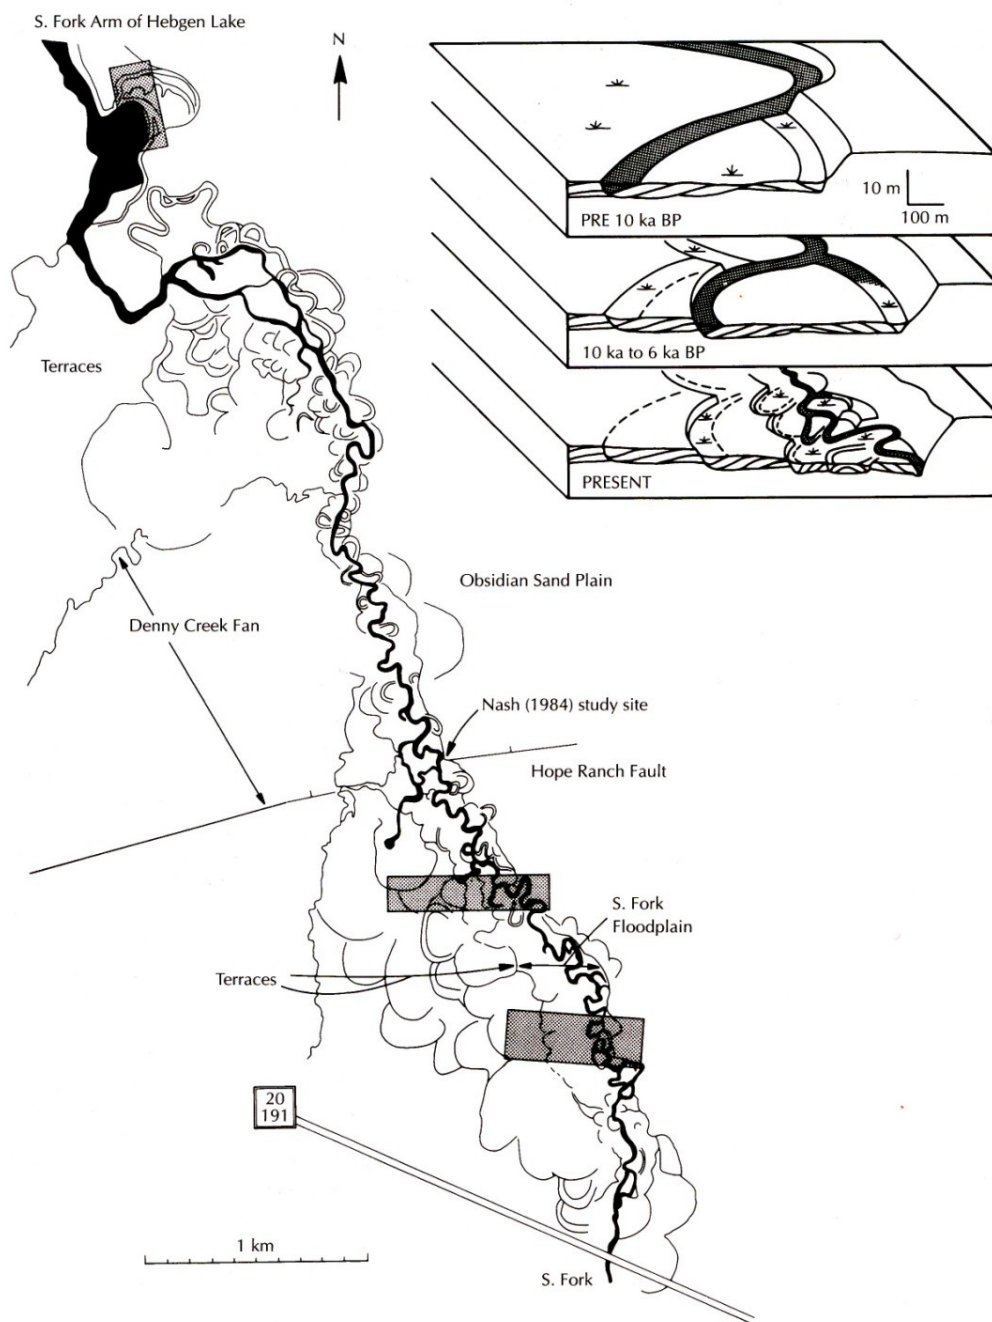 S. Fork Arm of Hebgen Lake
N
10 m
100 m
PRE 10 ka BP
10 ka to 6 ka BP
Terraces
PRESENT
Obsidian Sand Plain
Denny Creek Fan
Nash (1984) study site
Hope Ranch Fault
S. Fork
Floodplain
Terraces
20
191
1 km
S. Fork